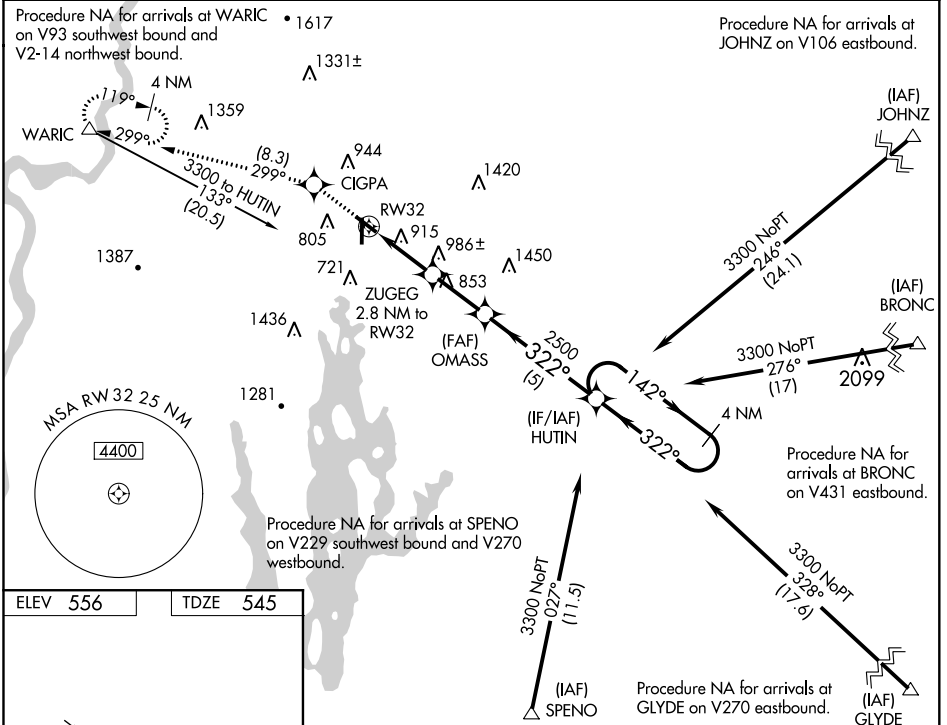 Procedure NA for arrivals at WARIC
on V93 southwest bound and
V2-14 northwest bound.
1617
Procedure NA for arrivals at
JOHNZ on V106 eastbound.
1331±
4 NM
119°
1359
(IAF)
JOHNZ
WARIC
299°
(8.3)
299°
944
CIGPA
1420
3300 to HUTIN
133°
(20.5)
RW32
805
915
986±
1450
3300 NoPT
246°
(24.1)
1387
721
853
ZUGEG
2.8 NM to
RW32
(IAF)
BRONC
1436
(FAF)
OMASS
2500
322°
(5)
3300 NoPT
276°
(17)
2099
142°
1281
4 NM
(IF/IAF)
HUTIN
322°
MSA RW 32 25 NM
4400
Procedure NA for
arrivals at BRONC
on V431 eastbound.
Procedure NA for arrivals at SPENO
on V229 southwest bound and V270
westbound.
3300 NoPT
027°
(11.5)
3300 NoPT
328°
(17.6)
ELEV 556
TDZE 545
(IAF)
SPENO
Procedure NA for arrivals at
GLYDE on V270 eastbound.
(IAF)
GLYDE